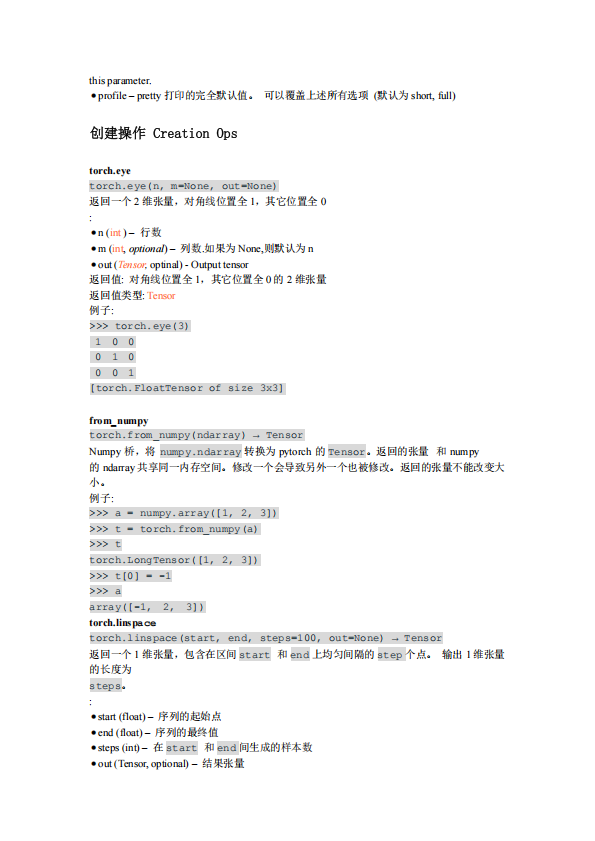 this parameter.
● profile – pretty 打印的完全默认值。 可以覆盖上述所有选项 (默认为 short, full)
创建操作 Creation Ops
torch.eye
torch.eye(n, m=None, out=None)
返回一个 2 维张量，对角线位置全 1，其它位置全 0
:
● n (int ) – 行数
● m (int, optional) – 列数.如果为 None,则默认为 n
● out (Tensor, optinal) - Output tensor
返回值: 对角线位置全 1，其它位置全 0 的 2 维张量
返回值类型: Tensor
例子:
>>> torch.eye(3)
1 0 0
0 1 0
0 0 1
[torch.FloatTensor of size 3x3]
from_numpy
torch.from_numpy(ndarray) → Tensor
Numpy 桥，将 numpy.ndarray 转换为 pytorch 的 Tensor。返回的张量 和 numpy
的 ndarray 共享同一内存空间。修改一个会导致另外一个也被修改。返回的张量不能改变大
小。
例子:
>>> a = numpy.array([1, 2, 3])
>>> t = torch.from_numpy(a)
>>> t
torch.LongTensor([1, 2, 3])
>>> t[0] = -1
>>> a
array([-1, 2, 3])
torch.linspace
torch.linspace(start, end, steps=100, out=None) → Tensor
返回一个 1 维张量，包含在区间 start 和 end 上均匀间隔的 step 个点。 输出 1 维张量
的长度为
steps。
:
● start (float) – 序列的起始点
● end (float) – 序列的最终值
● steps (int) – 在 start 和 end 间生成的样本数
● out (Tensor, optional) – 结果张量